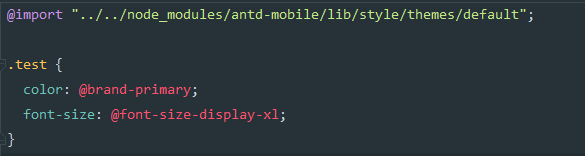 @import "../../node_modules/antd-mobile/lib/style/themes/default";
.test {
color: @brand-primary;
font-size: @font-size-display-xl;
}